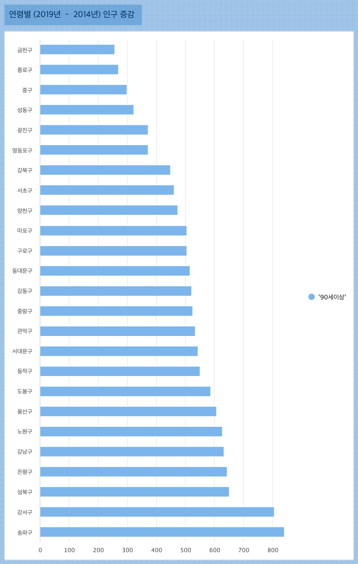 연령별 (2019년 - 2014년) 인구 증감
금천구
종로구
중구
성동구
광진구
영등포구
강북구
서초구
양천구
마포구
구로구
동대문구
강동구
중랑구
관악구
서대문구
동작구
도봉구
용산구
노원구
강남구
은평구
성북구
강서구
송파구
'90세이상'
0 100 200 300 400 500 600 700 800